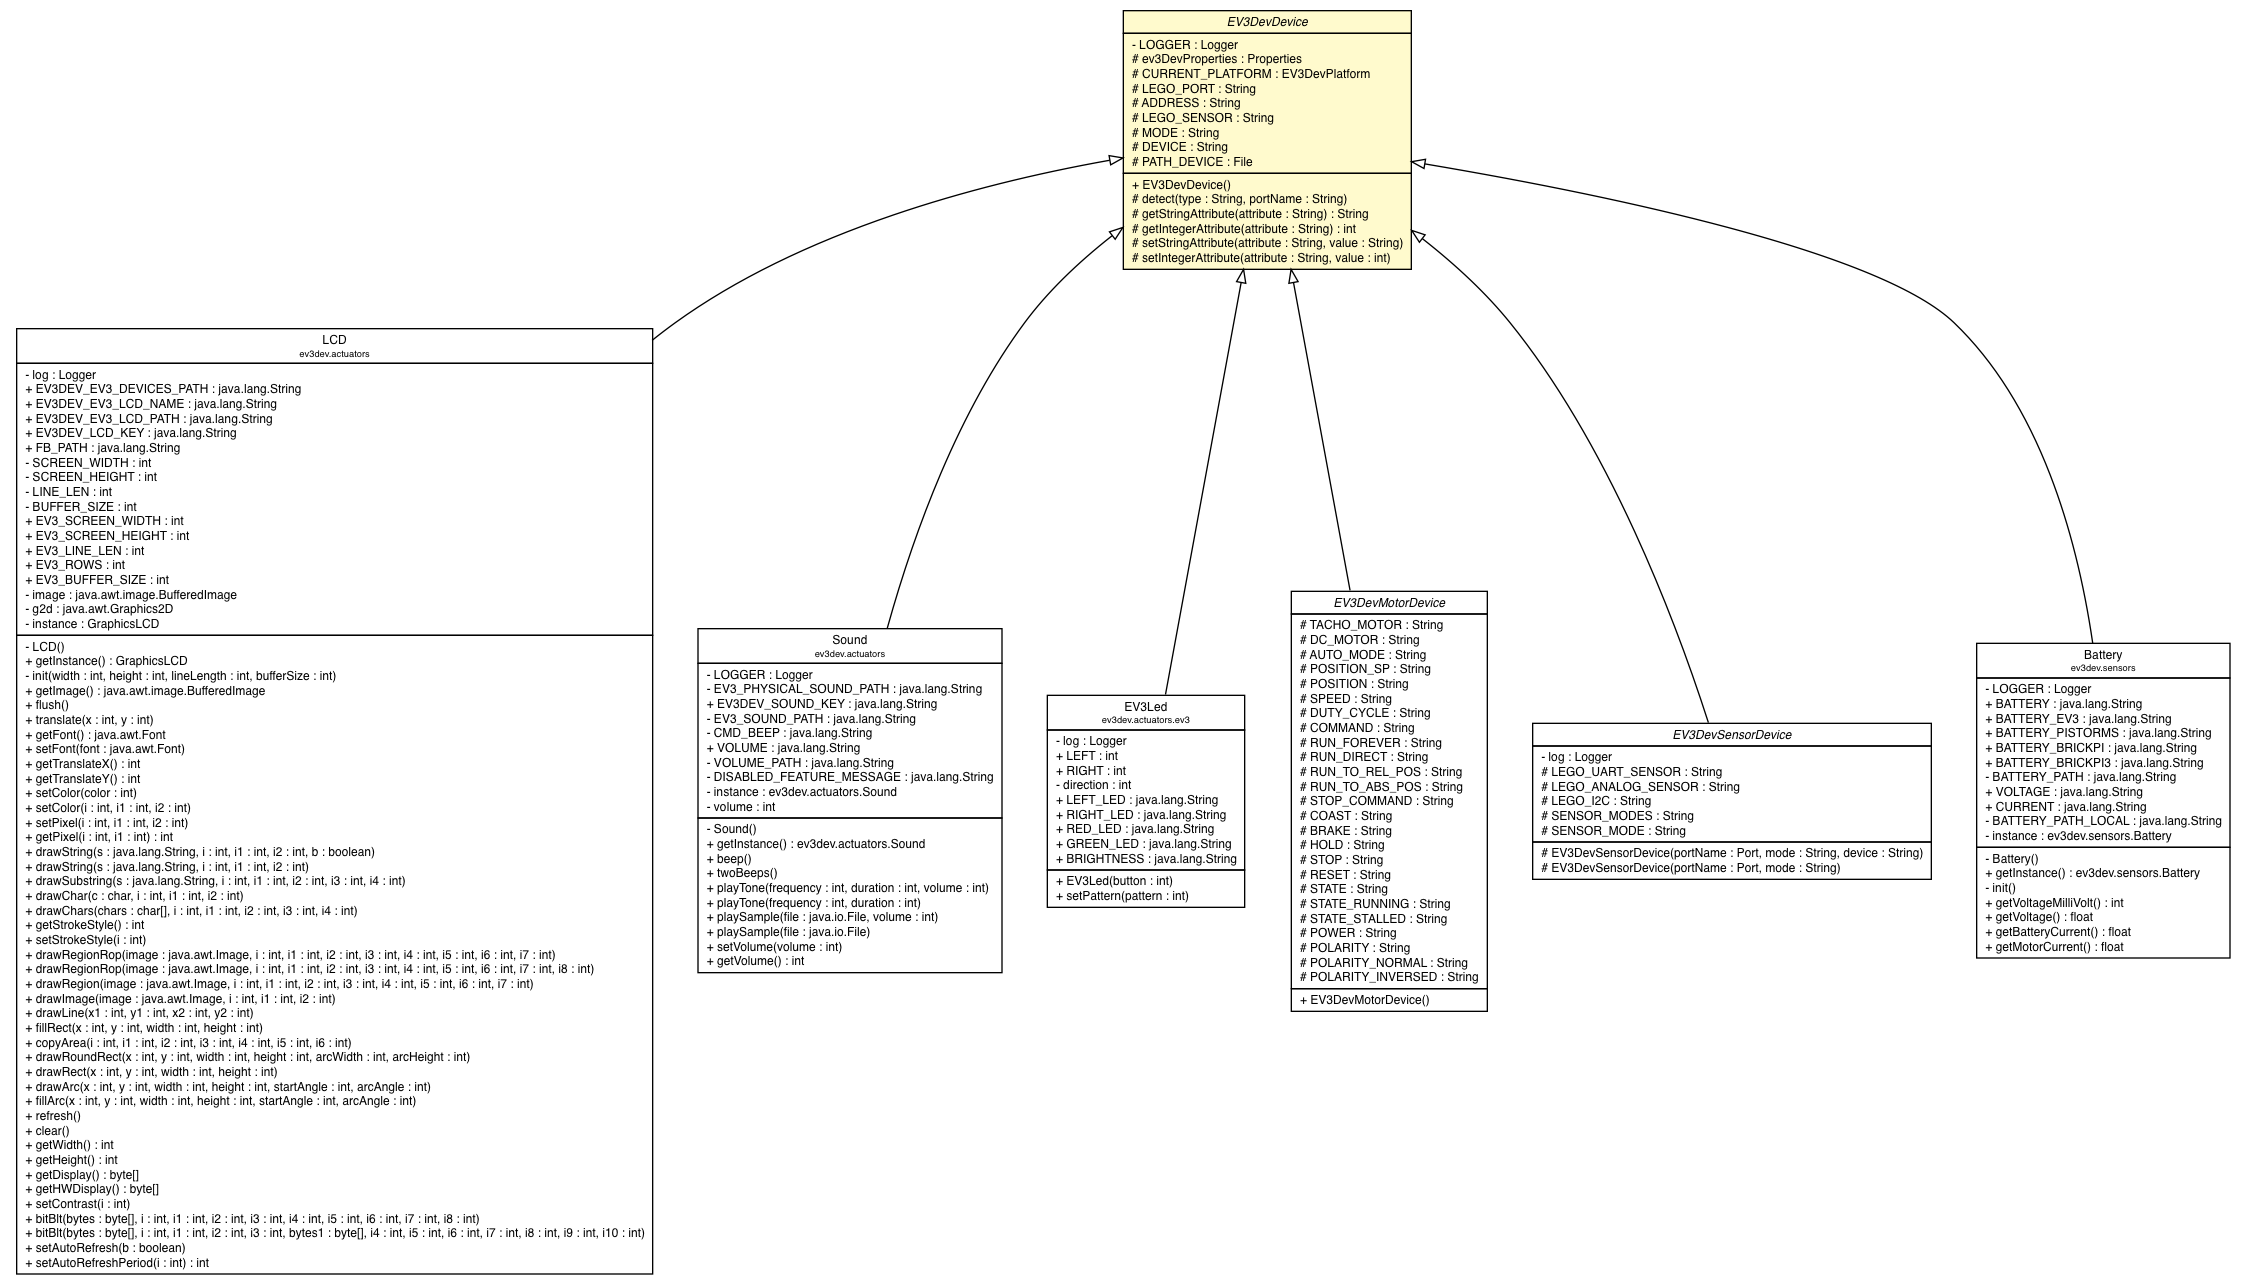 EV3DevDevice
- LOGGER : Logger
# ev3DevProperties : Properties
# CURRENT_PLATFORM : EV3DevPlatform
# LEGO_PORT : String
# ADDRESS : String
# LEGO_SENSOR : String
# MODE : String
# DEVICE : String
# PATH_DEVICE : File
+ EV3DevDevice()
# detect(type : String, portName : String)
# getStringAttribute(attribute : String) : String
# getIntegerAttribute(attribute : String) : int
# setStringAttribute(attribute : String, value : String)
# setIntegerAttribute(attribute : String, value : int)
LCD
ev3dev.actuators
- log : Logger
+ EV3DEV_EV3_DEVICES_PATH : java.lang.String
+ EV3DEV_EV3_LCD_NAME : java.lang.String
+ EV3DEV_EV3_LCD_PATH : java.lang.String
+ EV3DEV_LCD_KEY : java.lang.String
+ FB_PATH : java.lang.String
- SCREEN_WIDTH : int
- SCREEN_HEIGHT : int
- LINE_LEN : int
- BUFFER_SIZE : int
+ EV3_SCREEN_WIDTH : int
+ EV3_SCREEN_HEIGHT : int
+ EV3_LINE_LEN : int
+ EV3_ROWS : int
+ EV3_BUFFER_SIZE : int
- image : java.awt.image.BufferedImage
- g2d : java.awt.Graphics2D
- instance : GraphicsLCD
- LCD()
+ getInstance() : GraphicsLCD
- init(width : int, height : int, lineLength : int, bufferSize : int)
+ getImage() : java.awt.image.BufferedImage
+ flush()
+ translate(x : int, y : int)
+ getFont() : java.awt.Font
+ setFont(font : java.awt.Font)
+ getTranslateX() : int
+ getTranslateY() : int
+ setColor(color : int)
+ setColor(i : int, i1 : int, i2 : int)
+ setPixel(i : int, i1 : int, i2 : int)
+ getPixel(i : int, i1 : int) : int
+ drawString(s : java.lang.String, i : int, i1 : int, i2 : int, b : boolean)
+ drawString(s : java.lang.String, i : int, i1 : int, i2 : int)
+ drawSubstring(s : java.lang.String, i : int, i1 : int, i2 : int, i3 : int, i4 : int)
+ drawChar(c : char, i : int, i1 : int, i2 : int)
+ drawChars(chars : char[], i : int, i1 : int, i2 : int, i3 : int, i4 : int)
+ getStrokeStyle() : int
+ setStrokeStyle(i : int)
+ drawRegionRop(image : java.awt.Image, i : int, i1 : int, i2 : int, i3 : int, i4 : int, i5 : int, i6 : int, i7 : int)
+ drawRegionRop(image : java.awt.Image, i : int, i1 : int, i2 : int, i3 : int, i4 : int, i5 : int, i6 : int, i7 : int, i8 : int)
+ drawRegion(image : java.awt.Image, i : int, i1 : int, i2 : int, i3 : int, i4 : int, i5 : int, i6 : int, i7 : int)
+ drawImage(image : java.awt.Image, i : int, i1 : int, i2 : int)
+ drawLine(x1 : int, y1 : int, x2 : int, y2 : int)
+ fillRect(x : int, y : int, width : int, height : int)
+ copyArea(i : int, i1 : int, i2 : int, i3 : int, i4 : int, i5 : int, i6 : int)
+ drawRoundRect(x : int, y : int, width : int, height : int, arcWidth : int, arcHeight : int)
+ drawRect(x : int, y : int, width : int, height : int)
+ drawArc(x : int, y : int, width : int, height : int, startAngle : int, arcAngle : int)
+ fillArc(x : int, y : int, width : int, height : int, startAngle : int, arcAngle : int)
+ refresh()
+ clear()
+ getWidth() : int
+ getHeight() : int
+ getDisplay() : byte[]
+ getHWDisplay() : byte[]
+ setContrast(i : int)
+ bitBlt(bytes : byte[], i : int, i1 : int, i2 : int, i3 : int, i4 : int, i5 : int, i6 : int, i7 : int, i8 : int)
+ bitBlt(bytes : byte[], i : int, i1 : int, i2 : int, i3 : int, bytes1 : byte[], i4 : int, i5 : int, i6 : int, i7 : int, i8 : int, i9 : int, i10 : int)
+ setAutoRefresh(b : boolean)
+ setAutoRefreshPeriod(i : int) : int
Sound
ev3dev.actuators
- LOGGER : Logger
- EV3_PHYSICAL_SOUND_PATH : java.lang.String
+ EV3DEV_SOUND_KEY : java.lang.String
- EV3_SOUND_PATH : java.lang.String
- CMD_BEEP : java.lang.String
+ VOLUME : java.lang.String
- VOLUME_PATH : java.lang.String
- DISABLED_FEATURE_MESSAGE : java.lang.String
- instance : ev3dev.actuators.Sound
- volume : int
- Sound()
+ getInstance() : ev3dev.actuators.Sound
+ beep()
+ twoBeeps()
+ playTone(frequency : int, duration : int, volume : int)
+ playTone(frequency : int, duration : int)
+ playSample(file : java.io.File, volume : int)
+ playSample(file : java.io.File)
+ setVolume(volume : int)
+ getVolume() : int
EV3Led
ev3dev.actuators.ev3
- log : Logger
+ LEFT : int
+ RIGHT : int
- direction : int
+ LEFT_LED : java.lang.String
+ RIGHT_LED : java.lang.String
+ RED_LED : java.lang.String
+ GREEN_LED : java.lang.String
+ BRIGHTNESS : java.lang.String
+ EV3Led(button : int)
+ setPattern(pattern : int)
EV3DevMotorDevice
# TACHO_MOTOR : String
# DC_MOTOR : String
# AUTO_MODE : String
# POSITION_SP : String
# POSITION : String
# SPEED : String
# DUTY_CYCLE : String
# COMMAND : String
# RUN_FOREVER : String
# RUN_DIRECT : String
# RUN_TO_REL_POS : String
# RUN_TO_ABS_POS : String
# STOP_COMMAND : String
# COAST : String
# BRAKE : String
# HOLD : String
# STOP : String
# RESET : String
# STATE : String
# STATE_RUNNING : String
# STATE_STALLED : String
# POWER : String
# POLARITY : String
# POLARITY_NORMAL : String
# POLARITY_INVERSED : String
+ EV3DevMotorDevice()
EV3DevSensorDevice
- log : Logger
# LEGO_UART_SENSOR : String
# LEGO_ANALOG_SENSOR : String
# LEGO_I2C : String
# SENSOR_MODES : String
# SENSOR_MODE : String
# EV3DevSensorDevice(portName : Port, mode : String, device : String)
# EV3DevSensorDevice(portName : Port, mode : String)
Battery
ev3dev.sensors
- LOGGER : Logger
+ BATTERY : java.lang.String
+ BATTERY_EV3 : java.lang.String
+ BATTERY_PISTORMS : java.lang.String
+ BATTERY_BRICKPI : java.lang.String
+ BATTERY_BRICKPI3 : java.lang.String
- BATTERY_PATH : java.lang.String
+ VOLTAGE : java.lang.String
+ CURRENT : java.lang.String
- BATTERY_PATH_LOCAL : java.lang.String
- instance : ev3dev.sensors.Battery
- Battery()
+ getInstance() : ev3dev.sensors.Battery
- init()
+ getVoltageMilliVolt() : int
+ getVoltage() : float
+ getBatteryCurrent() : float
+ getMotorCurrent() : float